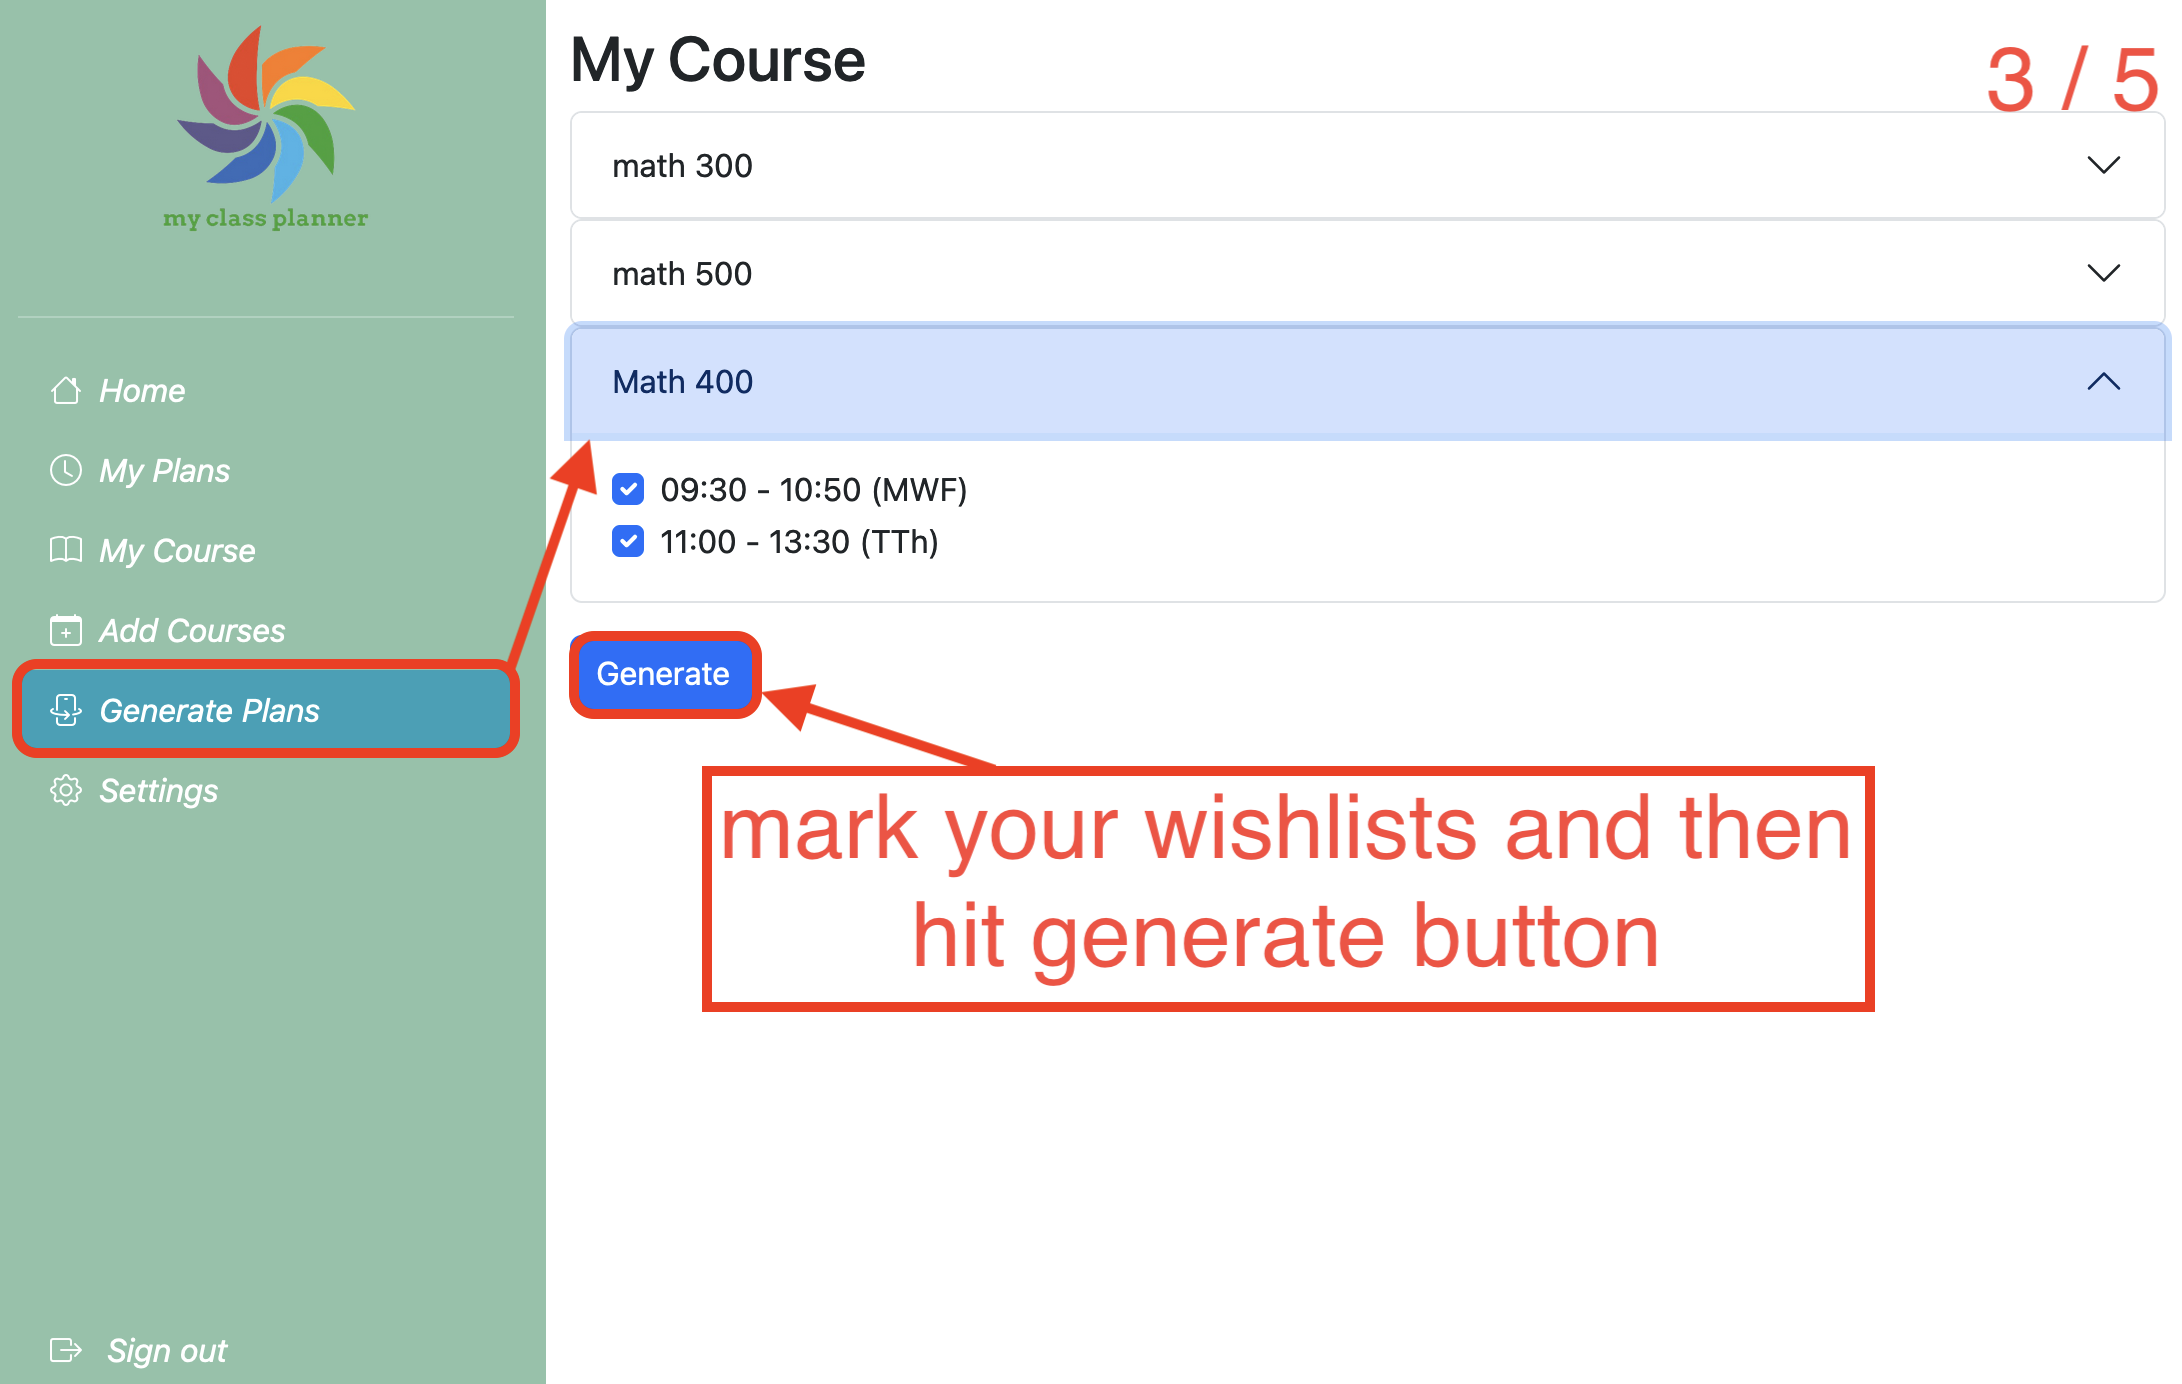 my class planner
Home
My Plans
My Course
Add Courses
Generate Plans
Settings
Sign out
My Course
3 / 5
math 300
math 500
Math 400
09:30 - 10:50 (MWF)
11:00 - 13:30 (TTh)
Generate
mark your wishlists and then
hit generate button